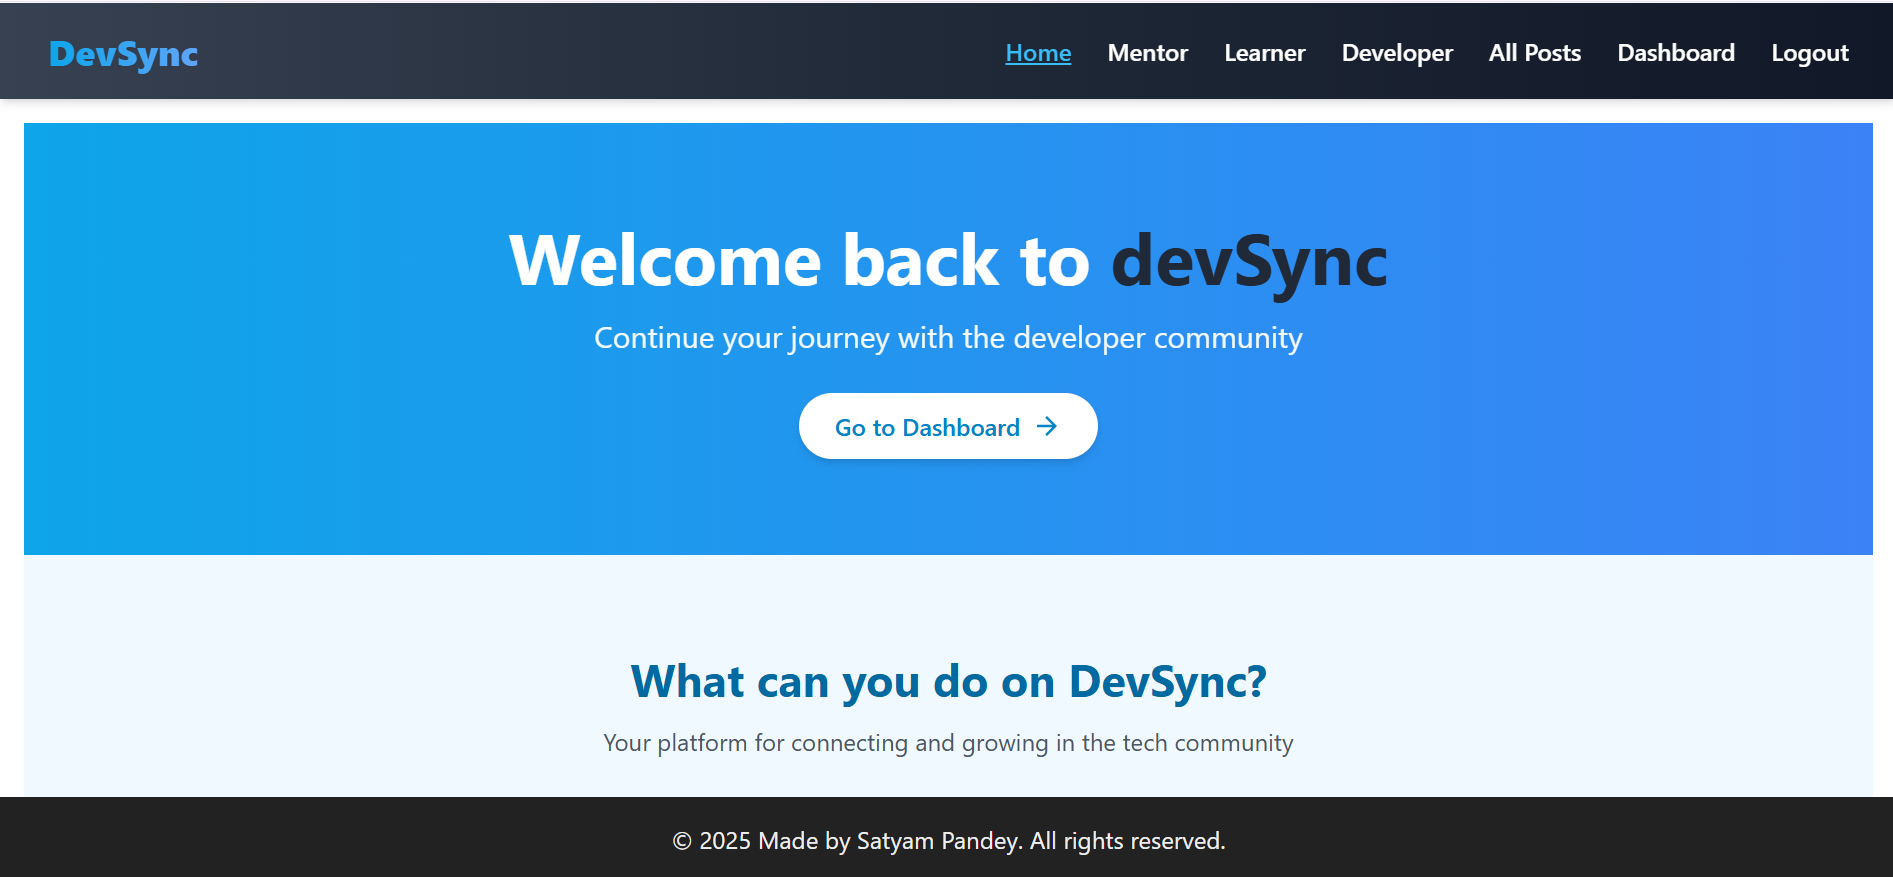 DevSync
Home Mentor Learner Developer All Posts Dashboard Logout
Welcome back to devSync
Continue your journey with the developer community
Go to Dashboard →
What can you do on DevSync?
Your platform for connecting and growing in the tech community
© 2025 Made by Satyam Pandey. All rights reserved.